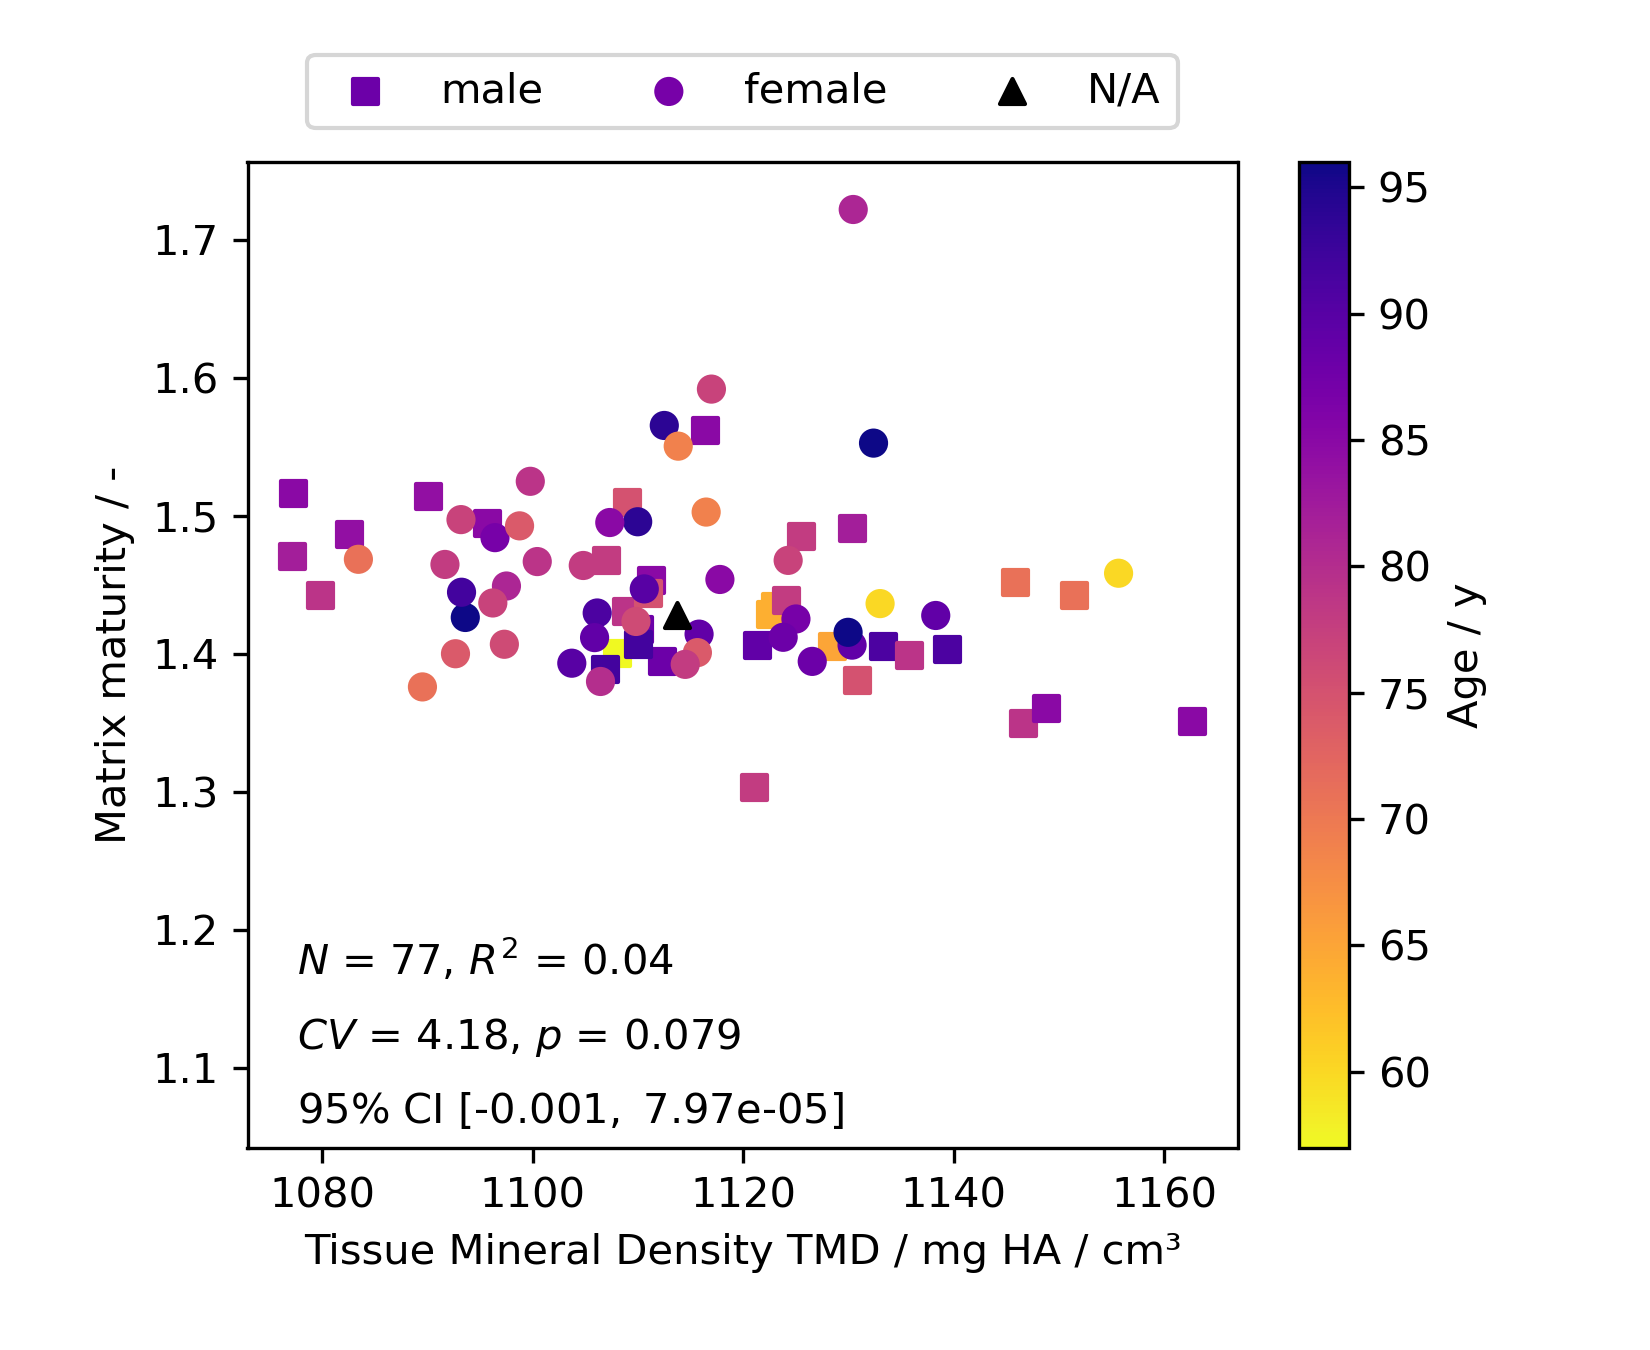 male female N/A
1.7
1.6
1.5
1.4
1.3
1.2
1.1
Matrix maturity / -
N = 77, R² = 0.04
CV = 4.18, p = 0.079
95% CI [-0.001, 7.97e-05]
1080 1100 1120 1140 1160
Tissue Mineral Density TMD / mg HA / cm³
95
90
85
80
75
70
65
60
Age / y